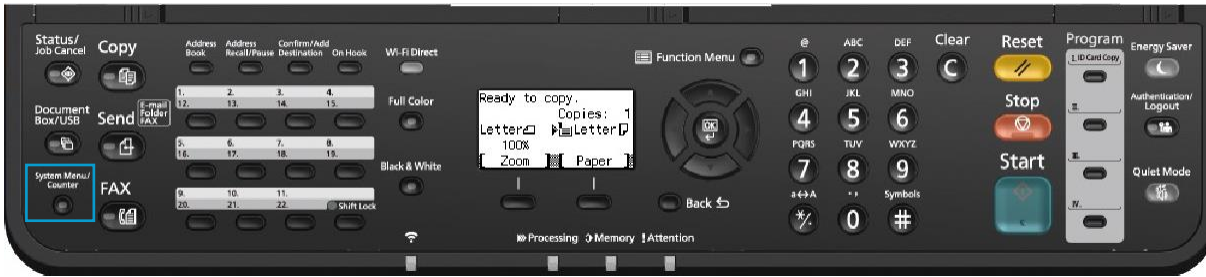 Status/
Job Cancel
Copy
Address
Book
Address
Recall/Pause
Confirm/Add
Destination
On Hook
Wi-Fi Direct
Function Menu
@
ABC
DEF
Clear
Reset
Program
Energy Saver
1
2
3
C
I. ID Card Copy
Document
Box/USB
Send
E-mail
Folder
FAX
1. 2. 3. 4.
12. 13. 14. 15.
Full Color
Ready to copy.
Copies: 1
Letter
Letter
100%
[ Zoom ]
[ Paper ]
OK
GHI
JKL
MNO
4
5
6
Stop
II.
Authentication/
Logout
5. 6. 7. 8.
16. 17. 18. 19.
Black & White
PQRS
TUV
WXYZ
7
8
9
Start
III.
Quiet Mode
System Menu/
Counter
FAX
9. 10. 11.
20. 21. 22.
Shift Lock
Back
a↔A
Symbols
*/.
0
#
IV.
Processing
Memory
! Attention